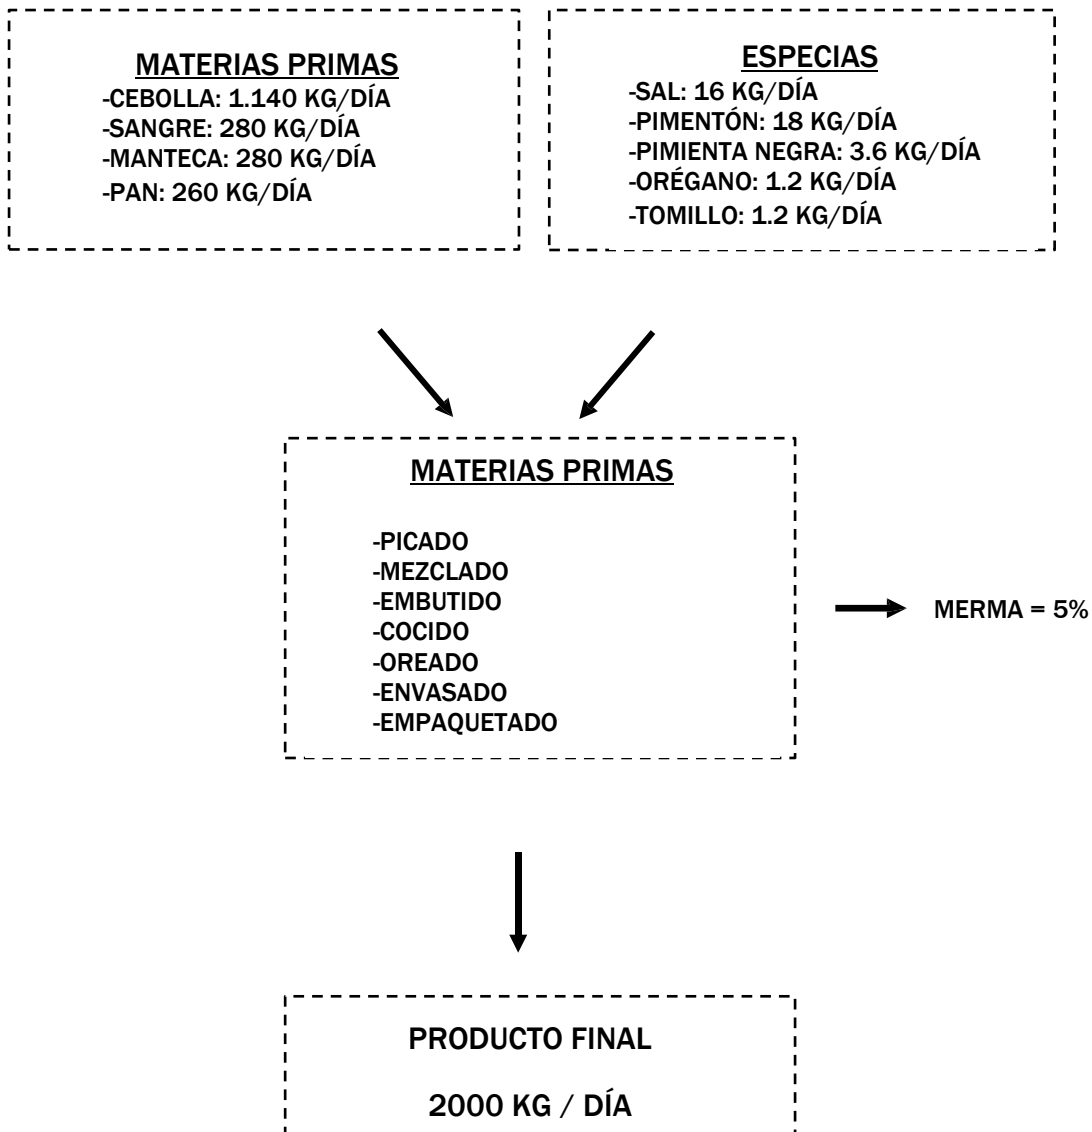 MATERIAS PRIMAS
-CEBOLLA: 1.140 KG/DÍA
-SANGRE: 280 KG/DÍA
-MANTECA: 280 KG/DÍA
-PAN: 260 KG/DÍA
ESPECIAS
-SAL: 16 KG/DÍA
-PIMENTÓN: 18 KG/DÍA
-PIMIENTA NEGRA: 3.6 KG/DÍA
-ORÉGANO: 1.2 KG/DÍA
-TOMILLO: 1.2 KG/DÍA
MATERIAS PRIMAS
-PICADO
-MEZCLADO
-EMBUTIDO
-COCIDO
-OREADO
-ENVASADO
-EMPAQUETADO
MERMA = 5%
PRODUCTO FINAL
2000 KG / DÍA